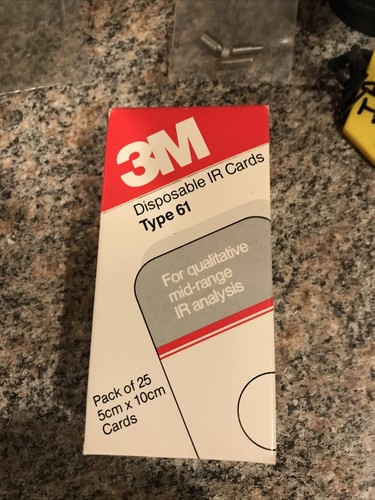 3M
Disposable IR Cards
Type 61
For qualitative
mid-range
IR analysis
Pack of 25
5cm x 10cm
Cards